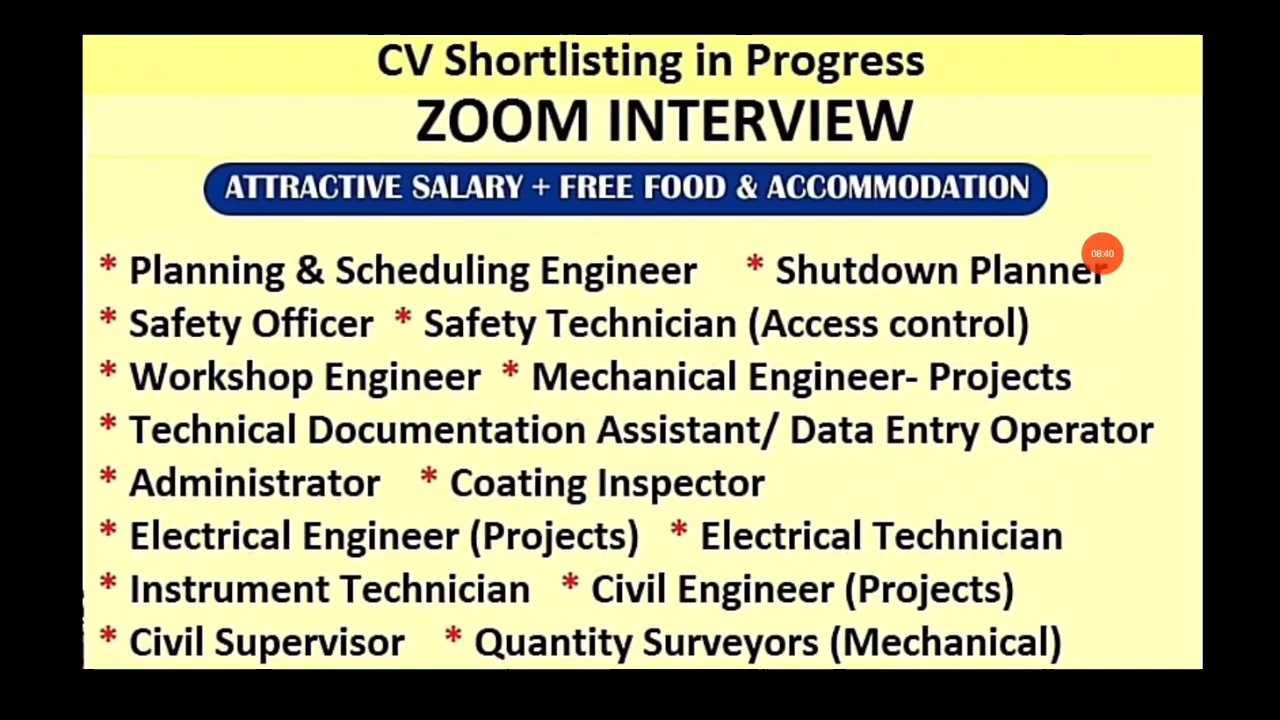 CV Shortlisting in Progress
ZOOM INTERVIEW
ATTRACTIVE SALARY + FREE FOOD & ACCOMMODATION
* Planning & Scheduling Engineer * Shutdown Planner
08:40
* Safety Officer * Safety Technician (Access control)
* Workshop Engineer * Mechanical Engineer- Projects
* Technical Documentation Assistant/ Data Entry Operator
* Administrator * Coating Inspector
* Electrical Engineer (Projects) * Electrical Technician
* Instrument Technician * Civil Engineer (Projects)
* Civil Supervisor * Quantity Surveyors (Mechanical)